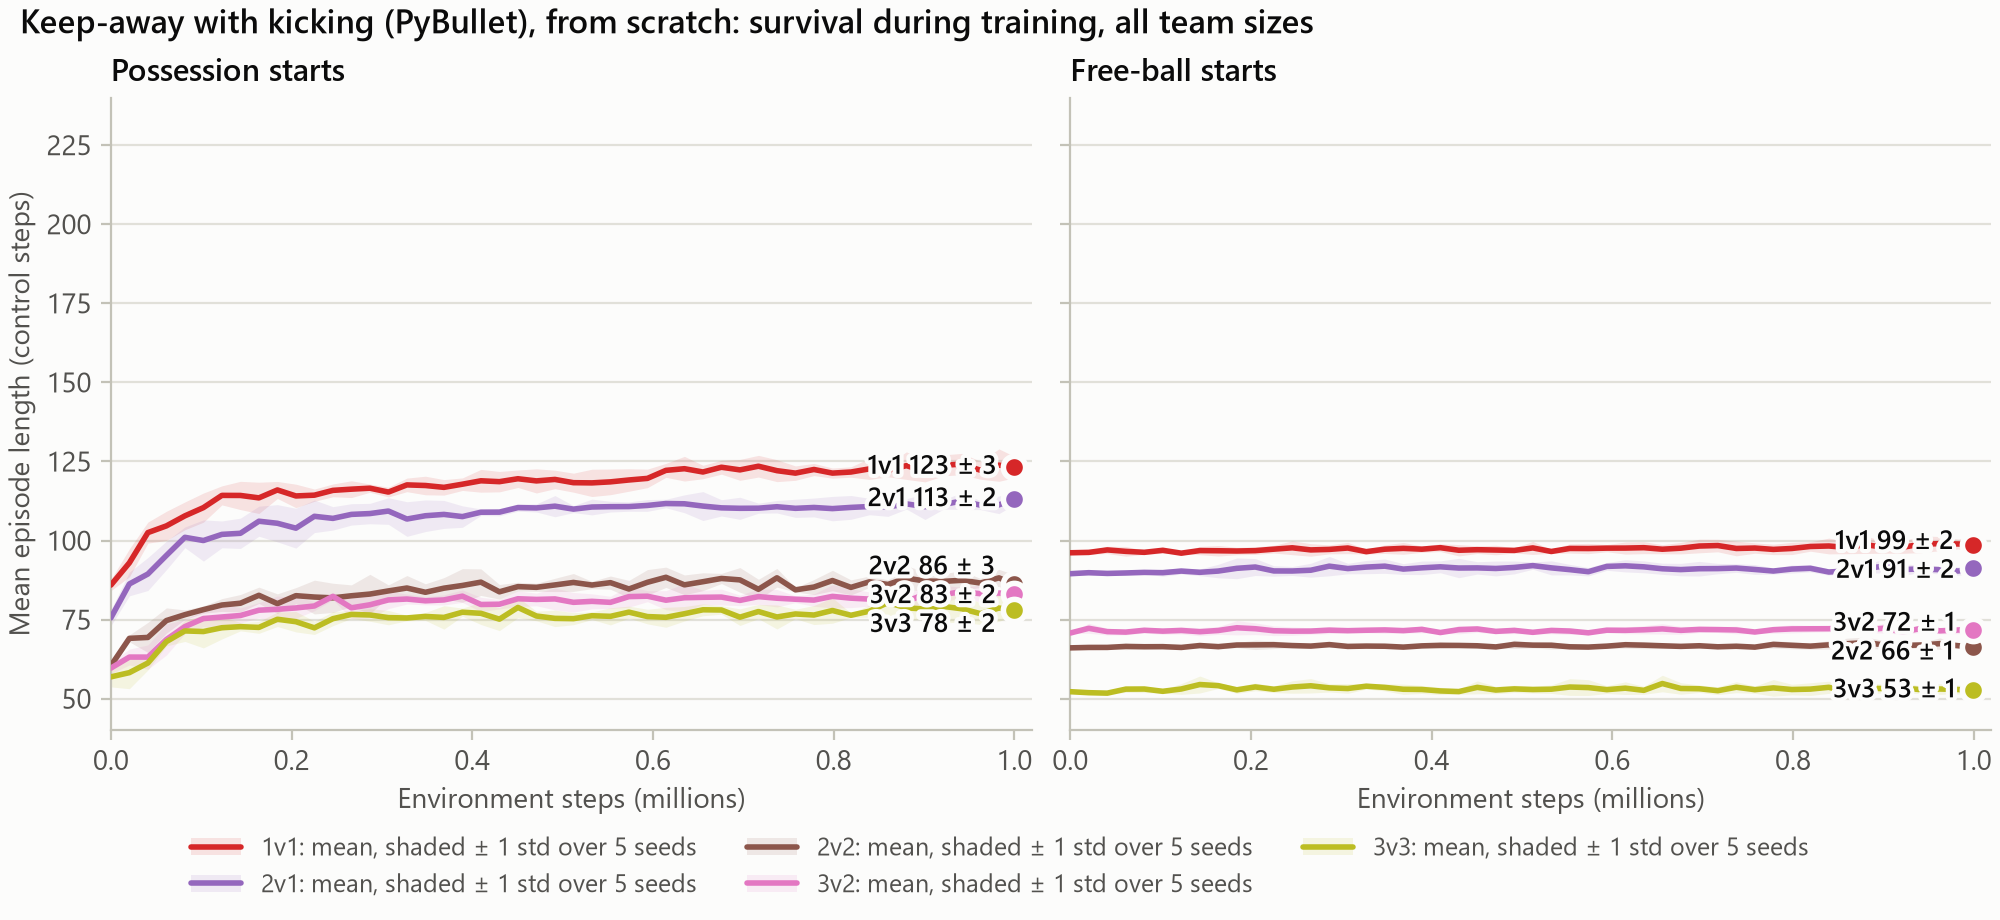 Keep-away with kicking (PyBullet), from scratch: survival during training, all team sizes
Possession starts
Free-ball starts
Mean episode length (control steps)
225
200
175
150
125
100
75
50
1v1 123 ± 3
2v1 113 ± 2
2v2 86 ± 3
3v2 83 ± 2
3v3 78 ± 2
1v1 99 ± 2
2v1 91 ± 2
3v2 72 ± 1
2v2 66 ± 1
3v3 53 ± 1
0.0 0.2 0.4 0.6 0.8 1.0
0.0 0.2 0.4 0.6 0.8 1.0
Environment steps (millions)
Environment steps (millions)
1v1: mean, shaded ± 1 std over 5 seeds
2v1: mean, shaded ± 1 std over 5 seeds
2v2: mean, shaded ± 1 std over 5 seeds
3v2: mean, shaded ± 1 std over 5 seeds
3v3: mean, shaded ± 1 std over 5 seeds